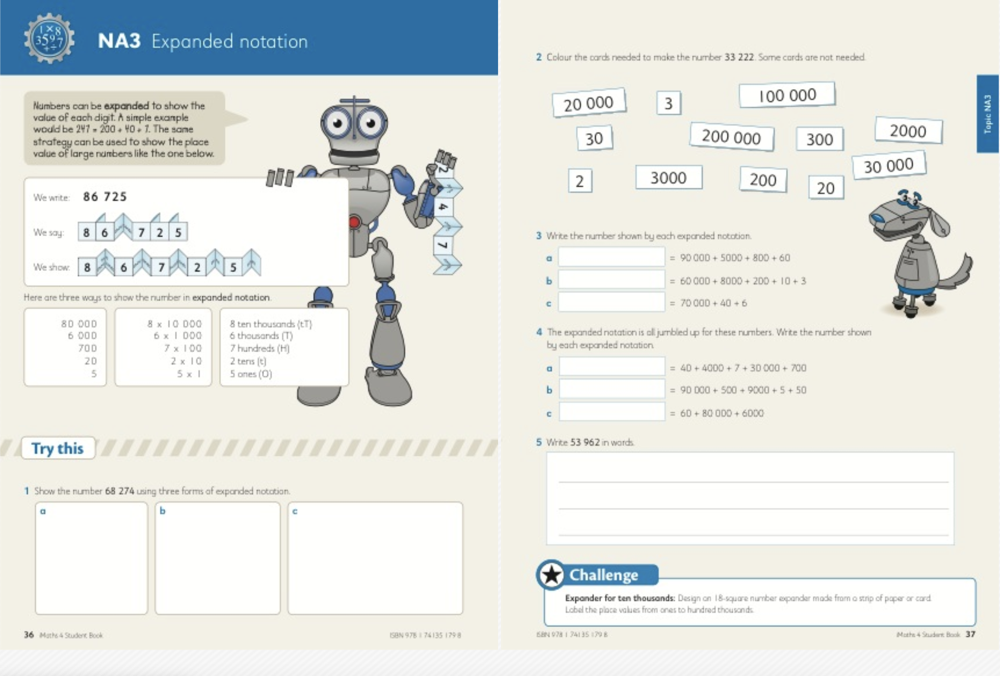 1 × 8
3597
+ ÷
NA3 Expanded notation
Numbers can be expanded to show the
value of each digit. A simple example
would be 247 = 200 + 40 + 7. The same
strategy can be used to show the place
value of large numbers like the one below.
We write: 86 725
We say: 8 6 7 2 5
We show: 8 6 7 2 5
2
4
7
Here are three ways to show the number in expanded notation.
80 000
6 000
700
20
5
8 x 10 000
6 x 1 000
7 x 100
2 x 10
5 x 1
8 ten thousands (tT)
6 thousands (T)
7 hundreds (H)
2 tens (t)
5 ones (O)
Try this
1 Show the number 68 274 using three forms of expanded notation.
a
b
c
36 iMaths 4 Student Book
ISBN 978 1 74135 179 8
2 Colour the cards needed to make the number 33 222. Some cards are not needed.
20 000
3
100 000
30
200 000
300
2000
2
3000
200
20
30 000
Topic NA3
3 Write the number shown by each expanded notation.
a = 90 000 + 5000 + 800 + 60
b = 60 000 + 8000 + 200 + 10 + 3
c = 70 000 + 40 + 6
4 The expanded notation is all jumbled up for these numbers. Write the number shown
by each expanded notation.
a = 40 + 4000 + 7 + 30 000 + 700
b = 90 000 + 500 + 9000 + 5 + 50
c = 60 + 80 000 + 6000
5 Write 53 962 in words.
Challenge
Expander for ten thousands: Design an 18-square number expander made from a strip of paper or card.
Label the place values from ones to hundred thousands.
ISBN 978 1 74135 179 8
iMaths 4 Student Book 37